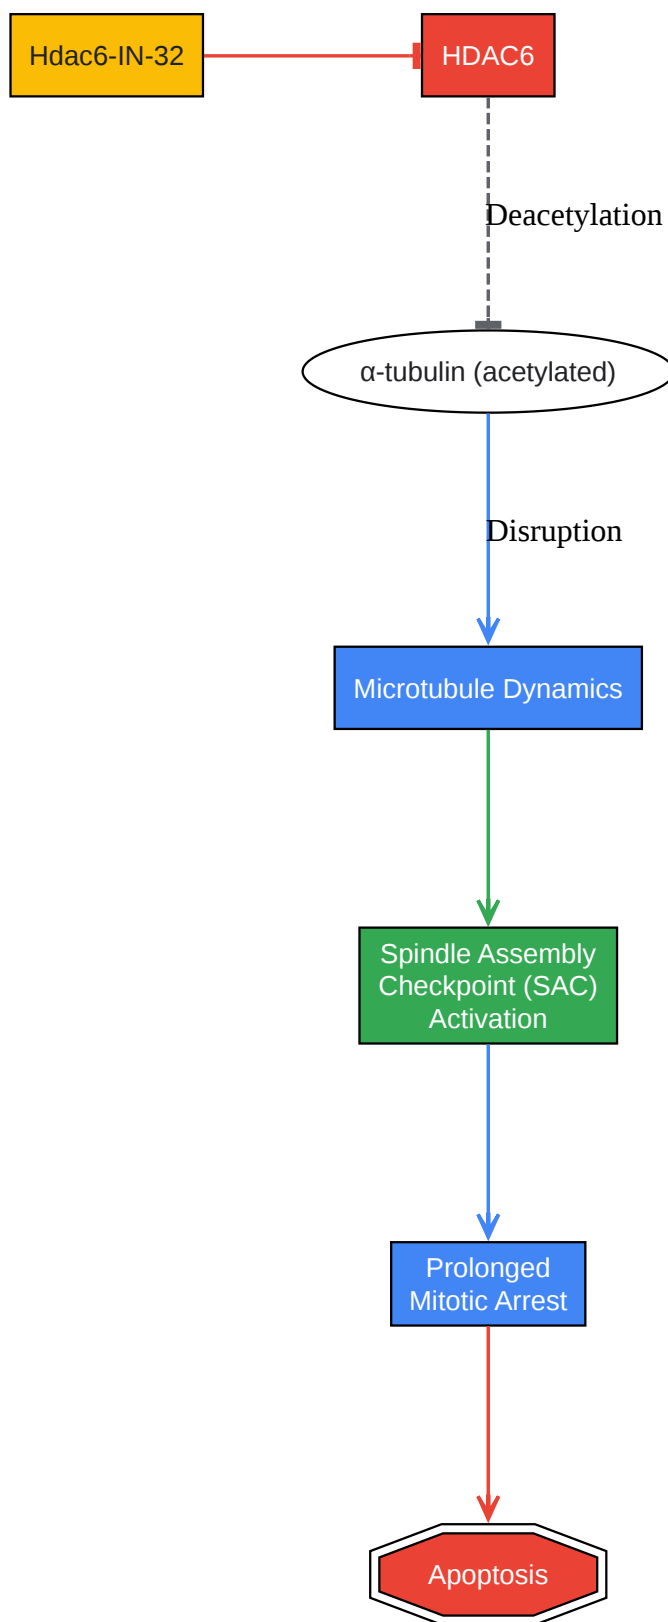 Hdac6-IN-32
HDAC6
Deacetylation
α-tubulin (acetylated)
Disruption
Microtubule Dynamics
Spindle Assembly
Checkpoint (SAC)
Activation
Prolonged
Mitotic Arrest
Apoptosis